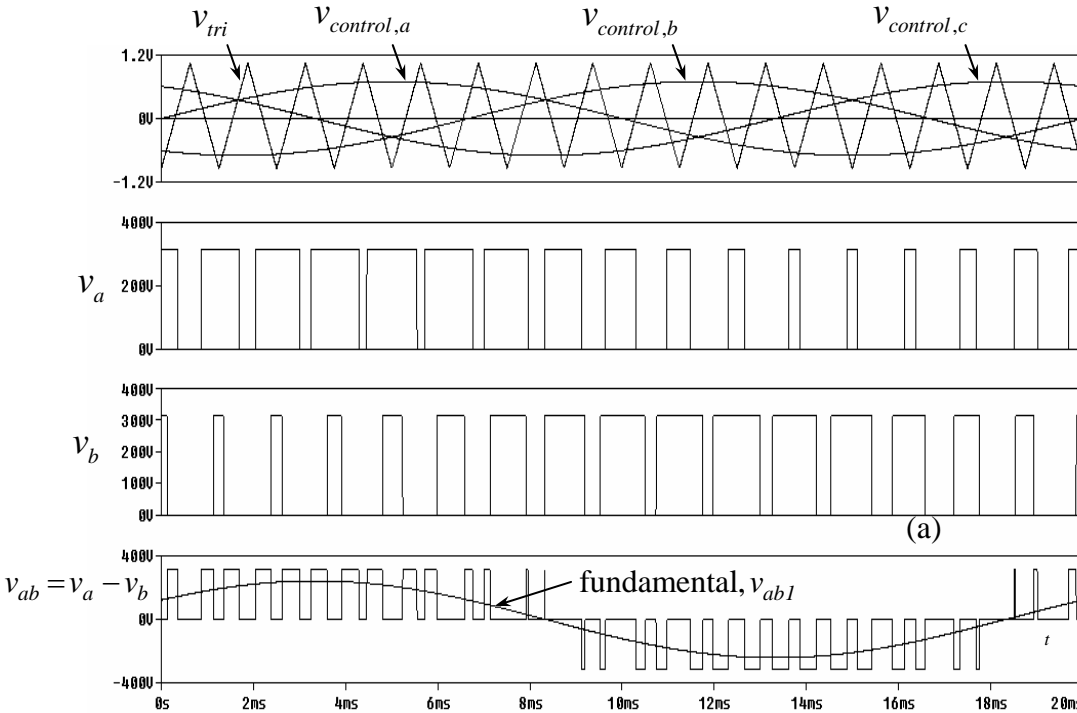 v_tri v_control,a v_control,b v_control,c
1.2V
0V
-1.2V
400V
v_a 200V
0V
400V
300V
v_b 200V
100V
0V
(a)
400V
v_ab = v_a − v_b fundamental, v_ab1
0V
t
-400V
0s 2ms 4ms 6ms 8ms 10ms 12ms 14ms 16ms 18ms 20ms